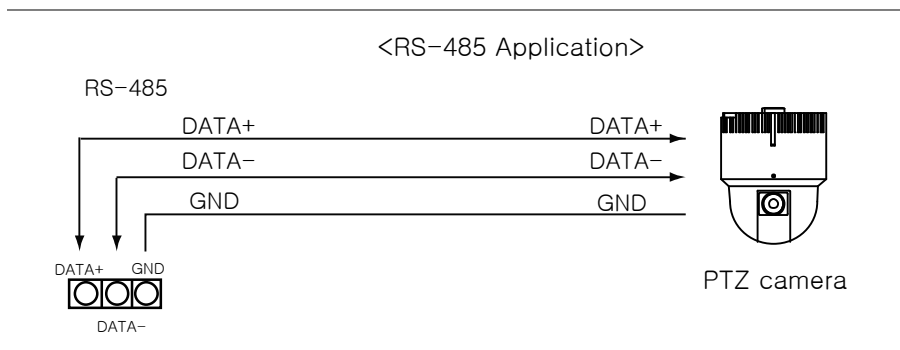 <RS-485 Application>
RS-485
DATA+ DATA+
DATA- DATA-
GND GND
DATA+ GND
DATA-
PTZ camera